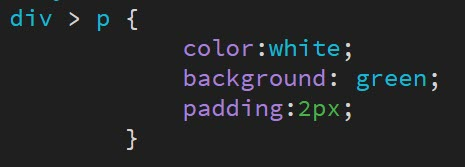 div > p {
color:white;
background: green;
padding:2px;
}